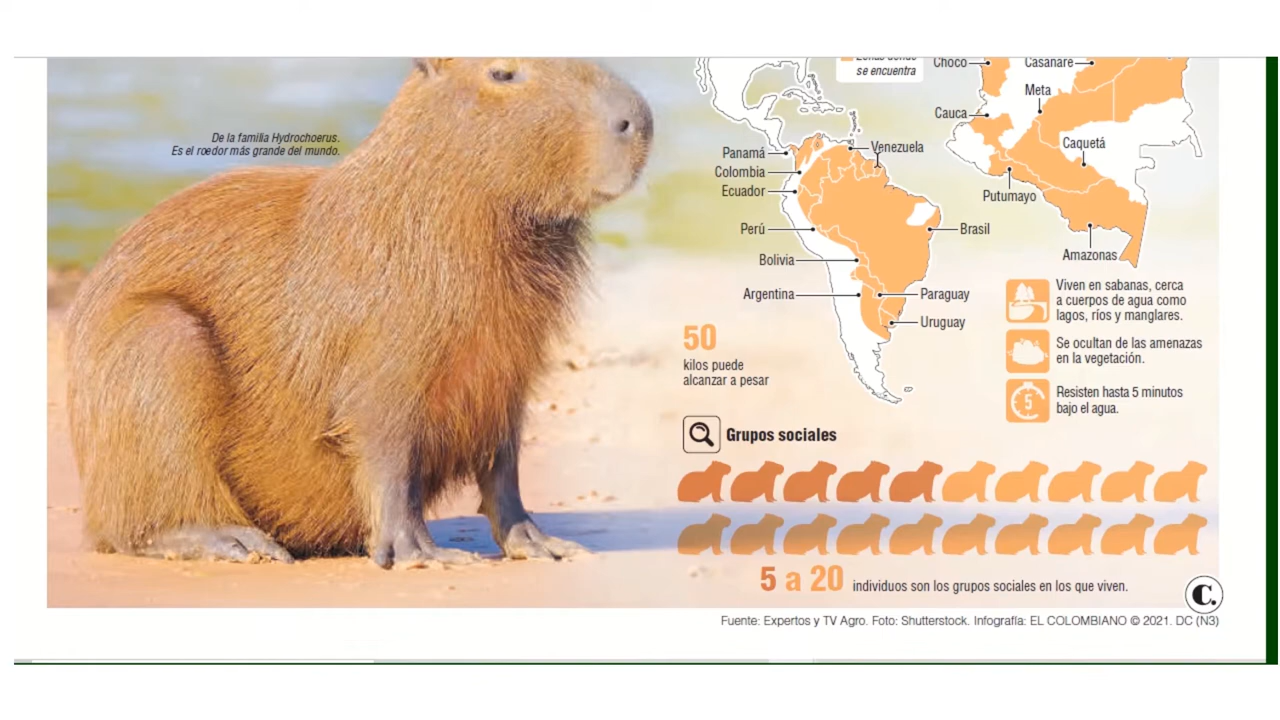 De la familia Hydrochoerus.
Es el roedor más grande del mundo.
se encuentra
Panamá
Colombia
Ecuador
Perú
Bolivia
Argentina
Venezuela
Brasil
Paraguay
Uruguay
Choco
Casanare
Meta
Cauca
Caquetá
Putumayo
Amazonas
50
kilos puede
alcanzar a pesar
Viven en sabanas, cerca
a cuerpos de agua como
lagos, ríos y manglares.
Se ocultan de las amenazas
en la vegetación.
5
Resisten hasta 5 minutos
bajo el agua.
Grupos sociales
5 a 20 individuos son los grupos sociales en los que viven.
C.
Fuente: Expertos y TV Agro. Foto: Shutterstock. Infografía: EL COLOMBIANO © 2021. DC (N3)